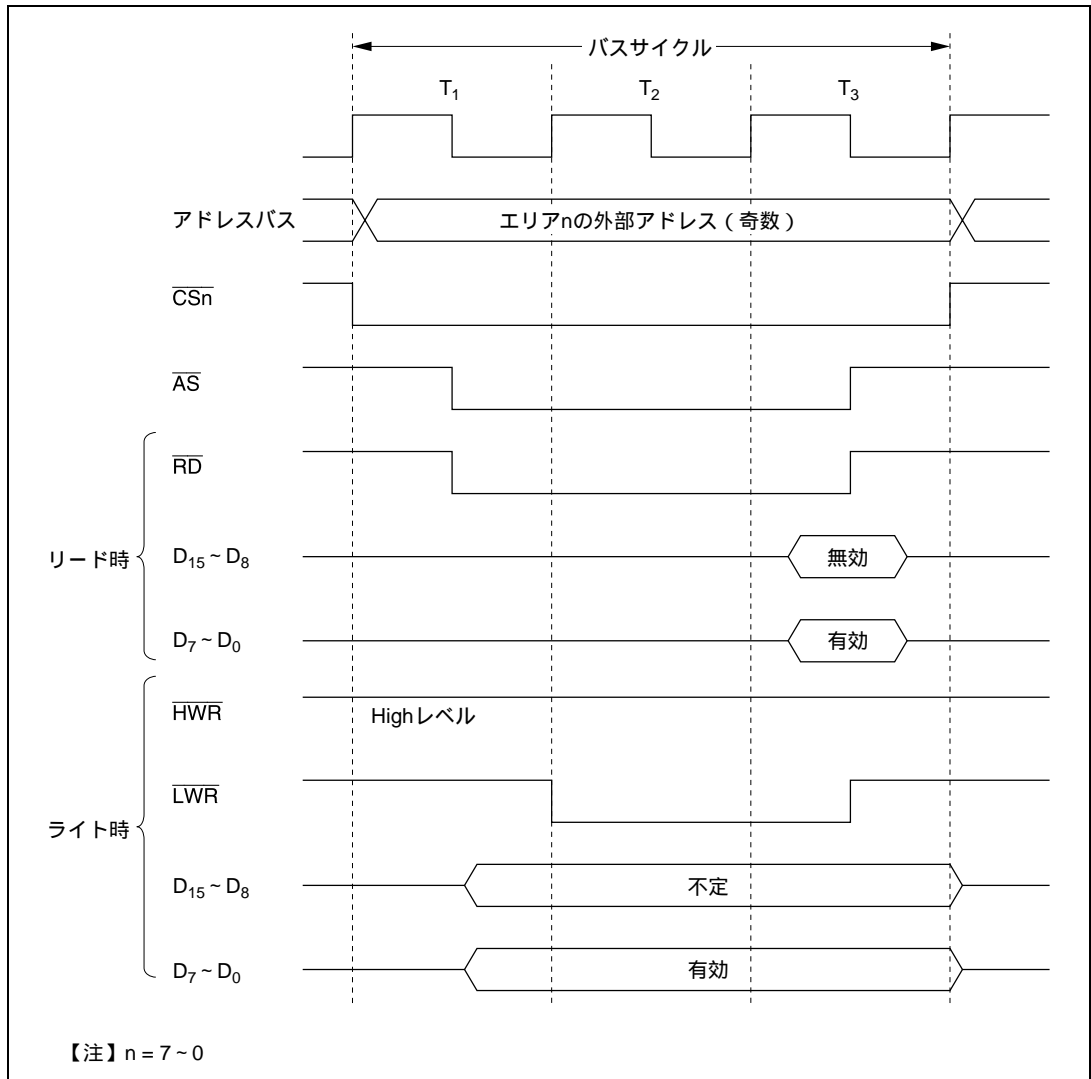 バスサイクル
T1 T2 T3
アドレスバス エリアnの外部アドレス（奇数）
CSn
AS
RD
リード時 D15~D8 無効
D7~D0 有効
HWR Highレベル
LWR
ライト時
D15~D8 不定
D7~D0 有効
【注】n = 7~0